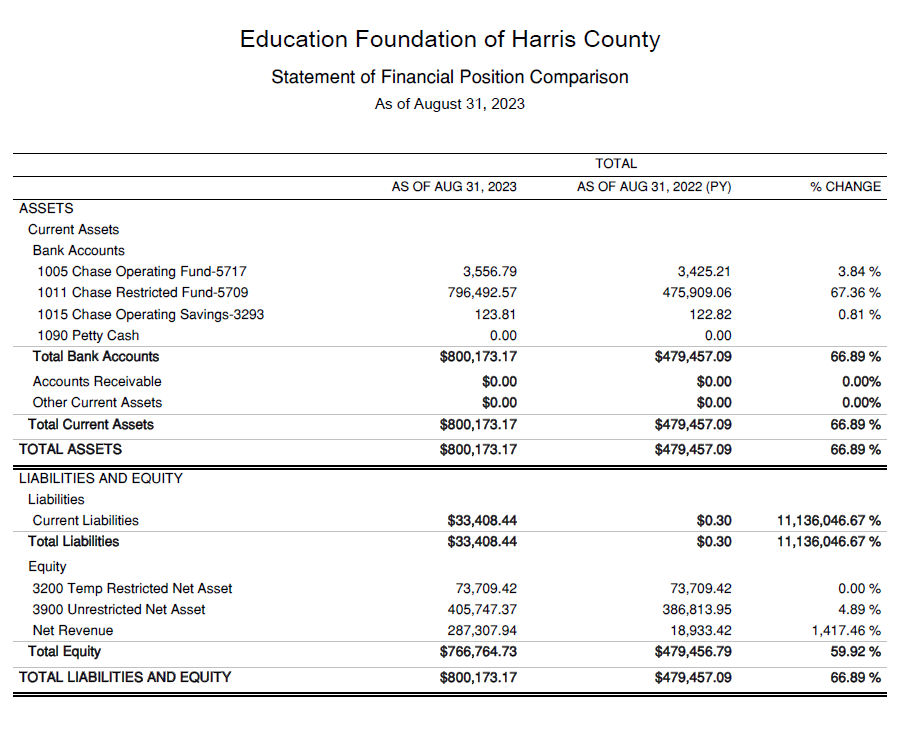 Education Foundation of Harris County
Statement of Financial Position Comparison
As of August 31, 2023
TOTAL
AS OF AUG 31, 2023 AS OF AUG 31, 2022 (PY) % CHANGE
ASSETS
Current Assets
Bank Accounts
1005 Chase Operating Fund-5717 3,556.79 3,425.21 3.84 %
1011 Chase Restricted Fund-5709 796,492.57 475,909.06 67.36 %
1015 Chase Operating Savings-3293 123.81 122.82 0.81 %
1090 Petty Cash 0.00 0.00
Total Bank Accounts $800,173.17 $479,457.09 66.89 %
Accounts Receivable $0.00 $0.00 0.00%
Other Current Assets $0.00 $0.00 0.00%
Total Current Assets $800,173.17 $479,457.09 66.89 %
TOTAL ASSETS $800,173.17 $479,457.09 66.89 %
LIABILITIES AND EQUITY
Liabilities
Current Liabilities $33,408.44 $0.30 11,136,046.67 %
Total Liabilities $33,408.44 $0.30 11,136,046.67 %
Equity
3200 Temp Restricted Net Asset 73,709.42 73,709.42 0.00 %
3900 Unrestricted Net Asset 405,747.37 386,813.95 4.89 %
Net Revenue 287,307.94 18,933.42 1,417.46 %
Total Equity $766,764.73 $479,456.79 59.92 %
TOTAL LIABILITIES AND EQUITY $800,173.17 $479,457.09 66.89 %